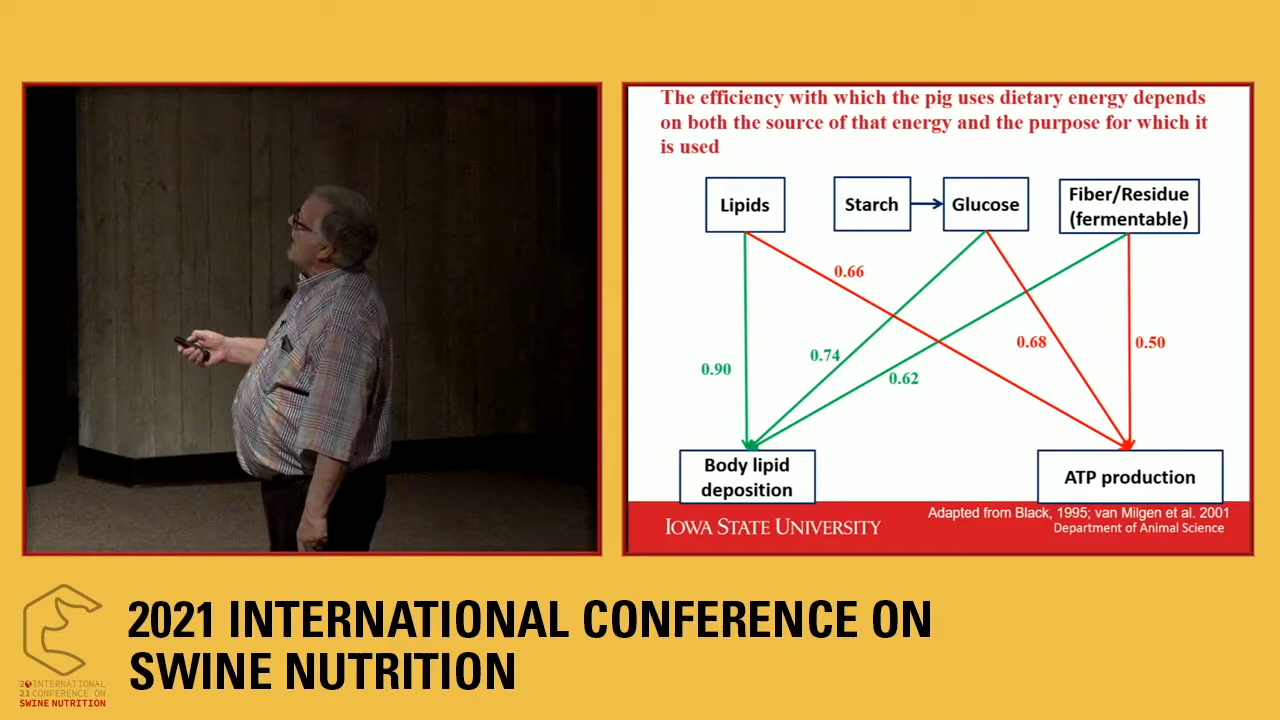 The efficiency with which the pig uses dietary energy depends
on both the source of that energy and the purpose for which it
is used
Lipids
Starch
Glucose
Fiber/Residue
(fermentable)
0.66
0.90
0.74
0.62
0.68
0.50
Body lipid
deposition
ATP production
IOWA STATE UNIVERSITY
Adapted from Black, 1995; van Milgen et al. 2001
Department of Animal Science
2021 INTERNATIONAL CONFERENCE ON
SWINE NUTRITION
20 INTERNATIONAL
21 CONFERENCE ON
SWINE NUTRITION